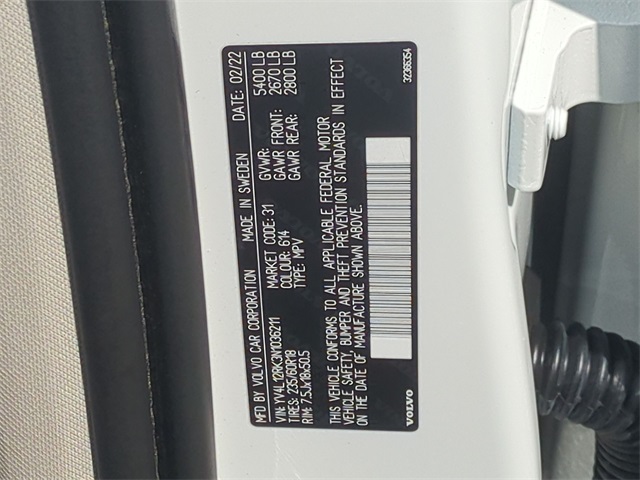 MFD BY VOLVO CAR CORPORATION MADE IN SWEDEN DATE: 02/22
VIN: YV4L12RK3N1036211 MARKET CODE: 31 GVWR: 5400 LB
TIRES: 235/60R18 COLOUR: 614 GAWR FRONT: 2670 LB
RIM: 7.5Jx18x50.5 TYPE: MPV GAWR REAR: 2800 LB
THIS VEHICLE CONFORMS TO ALL APPLICABLE FEDERAL MOTOR
VEHICLE SAFETY, BUMPER AND THEFT PREVENTION STANDARDS IN EFFECT
ON THE DATE OF MANUFACTURE SHOWN ABOVE.
VOLVO 32366354